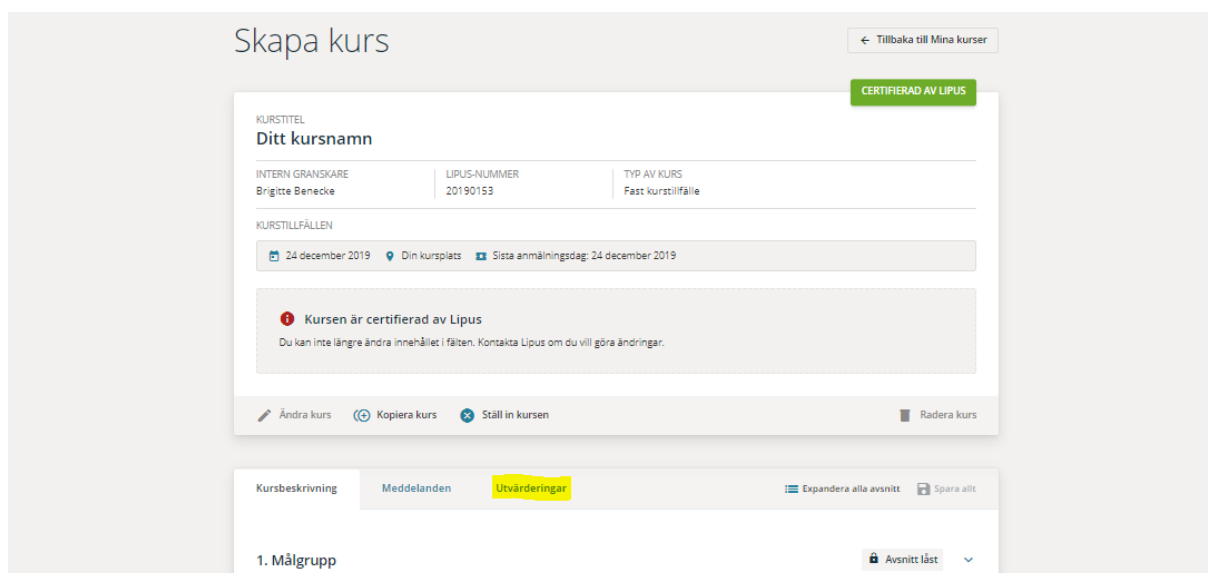 Skapa kurs
← Tillbaka till Mina kurser
CERTIFIERAD AV LIPUS
KURSTITEL
Ditt kursnamn
INTERN GRANSKARE LIPUS-NUMMER TYP AV KURS
Brigitte Benecke 20190153 Fast kurstillfälle
KURSTILLFÄLLEN
24 december 2019 Din kursplats Sista anmälningsdag: 24 december 2019
Kursen är certifierad av Lipus
Du kan inte längre ändra innehållet i fälten. Kontakta Lipus om du vill göra ändringar.
Ändra kurs Kopiera kurs Ställ in kursen Radera kurs
Kursbeskrivning Meddelanden Utvärderingar Expandera alla avsnitt Spara allt
1. Målgrupp Avsnitt låst